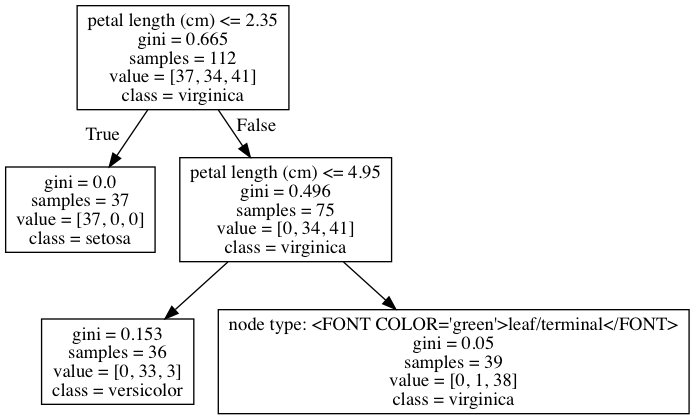 petal length (cm) <= 2.35
gini = 0.665
samples = 112
value = [37, 34, 41]
class = virginica
True
False
gini = 0.0
samples = 37
value = [37, 0, 0]
class = setosa
petal length (cm) <= 4.95
gini = 0.496
samples = 75
value = [0, 34, 41]
class = virginica
gini = 0.153
samples = 36
value = [0, 33, 3]
class = versicolor
node type: <FONT COLOR='green'>leaf/terminal</FONT>
gini = 0.05
samples = 39
value = [0, 1, 38]
class = virginica